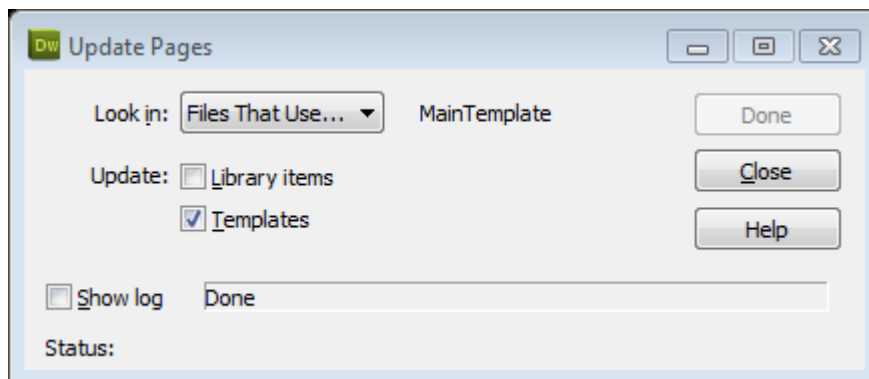 Dw Update Pages
Look in: Files That Use... MainTemplate Done
Update: Library items Close
Templates Help
Show log Done
Status: